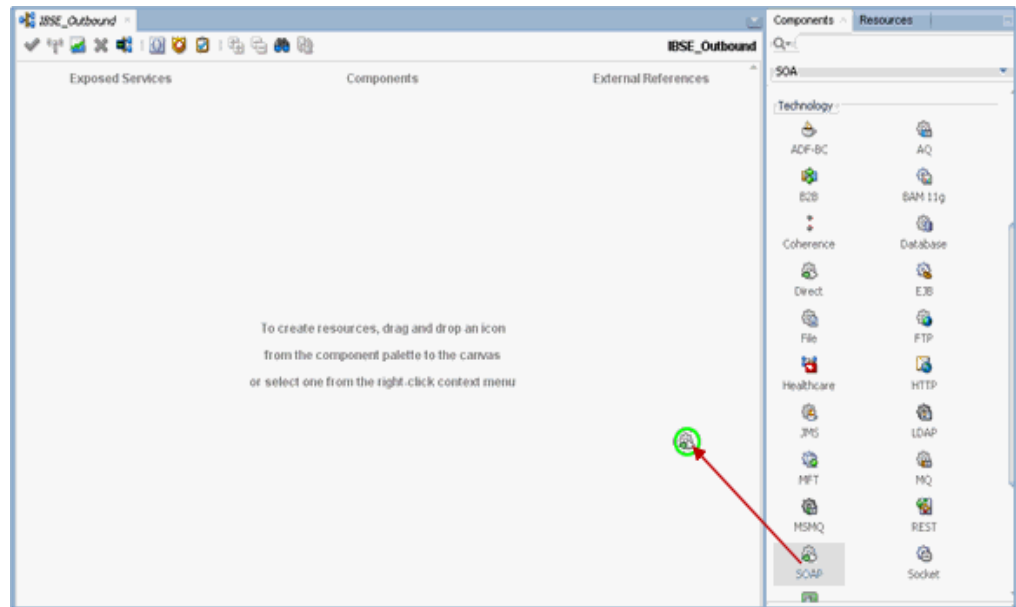 IBSE_Outbound
Components
Resources
IBSE_Outbound
SOA
Exposed Services
Components
External References
Technology
ADF-BC
AQ
B2B
BAM 11g
Coherence
Database
Direct
EJB
To create resources, drag and drop an icon
from the component palette to the canvas
or select one from the right-click context menu
File
FTP
Healthcare
HTTP
JMS
LDAP
MFT
MQ
MSMQ
REST
SOAP
Socket